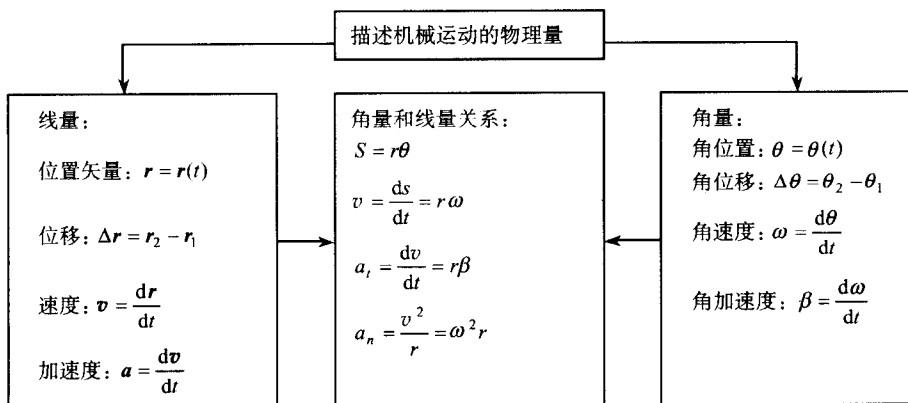 描述机械运动的物理量
线量：
位置矢量：r = r(t)
位移：Δr = r₂ − r₁
速度：v = dr/dt
加速度：a = dv/dt
角量和线量关系：
S = rθ
v = ds/dt = rω
aₜ = dv/dt = rβ
aₙ = v²/r = ω²r
角量：
角位置：θ = θ(t)
角位移：Δθ = θ₂ − θ₁
角速度：ω = dθ/dt
角加速度：β = dω/dt